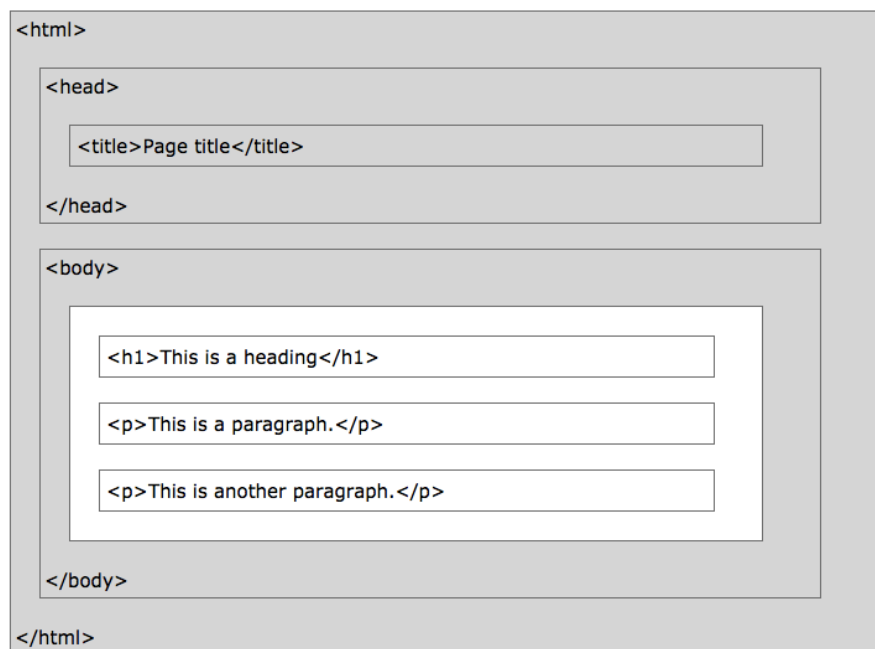 <html>
<head>
<title>Page title</title>
</head>
<body>
<h1>This is a heading</h1>
<p>This is a paragraph.</p>
<p>This is another paragraph.</p>
</body>
</html>